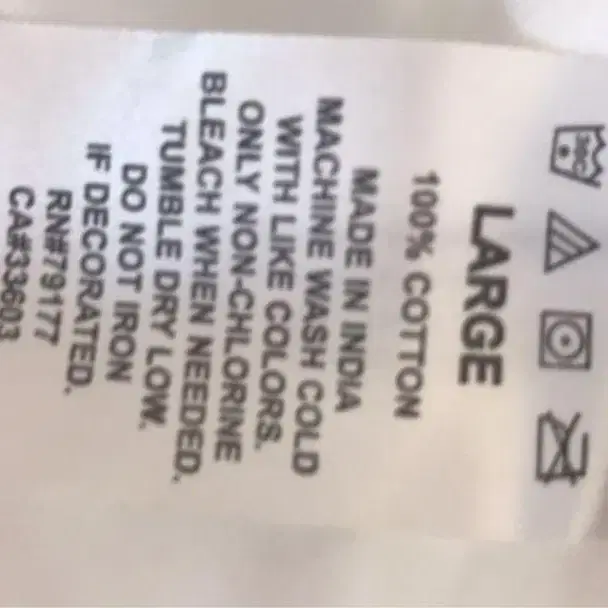 30C
LARGE
100% COTTON
MADE IN INDIA
MACHINE WASH COLD
WITH LIKE COLORS.
ONLY NON-CHLORINE
BLEACH WHEN NEEDED.
TUMBLE DRY LOW.
DO NOT IRON
IF DECORATED.
RN#79177
CA#33603